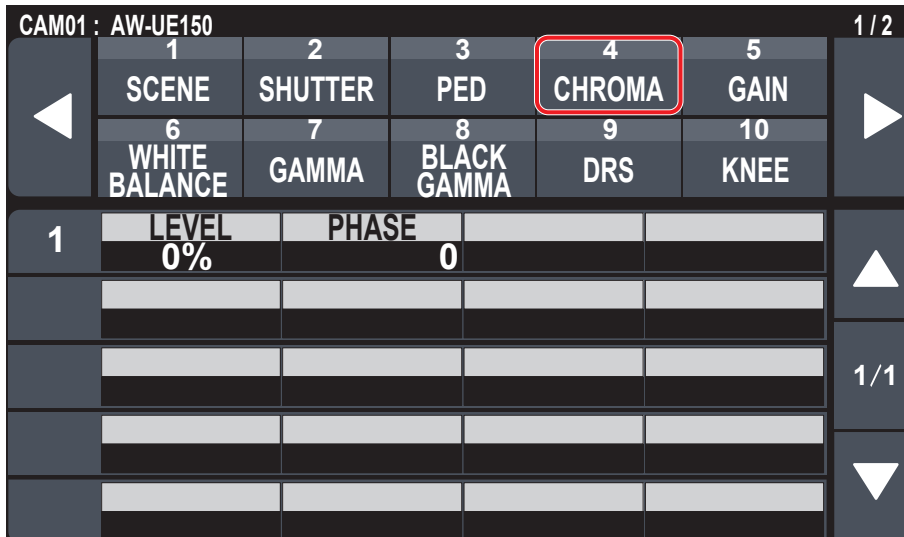 CAM01 : AW-UE150 1 / 2
1 2 3 4 5
SCENE SHUTTER PED CHROMA GAIN
6 7 8 9 10
WHITE BALANCE GAMMA BLACK GAMMA DRS KNEE
1 LEVEL PHASE
0% 0
1/1